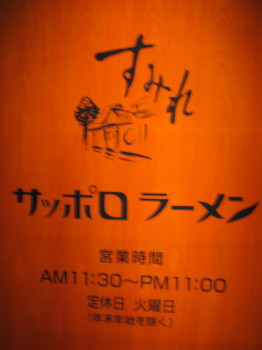 すみれ
サッポロ ラーメン
営業時間
AM11:30～PM11:00
定休日 火曜日
（年末年始を除く）